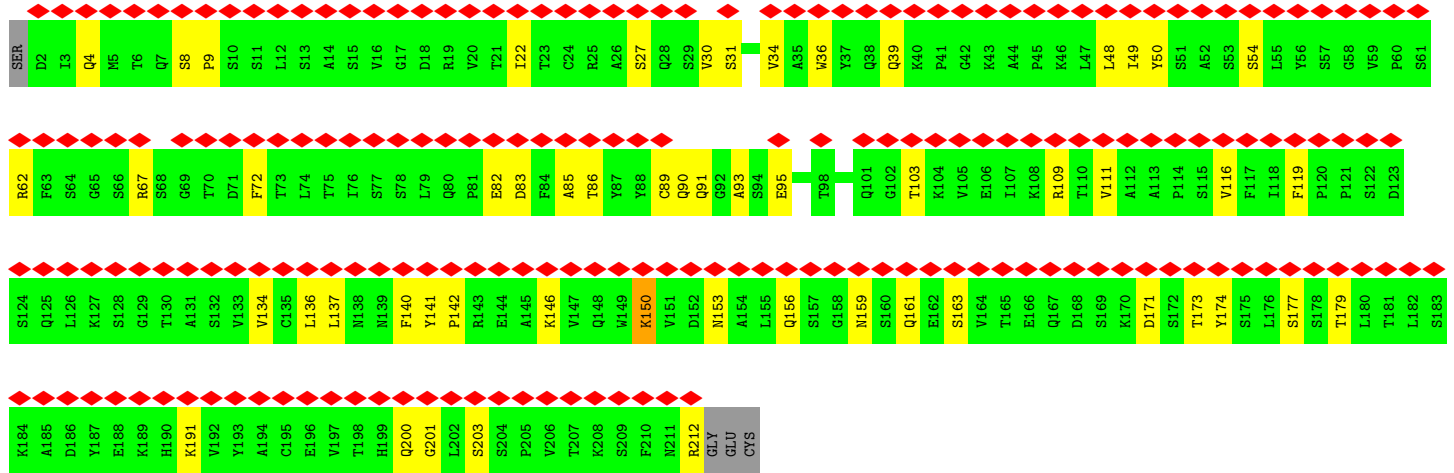 SER D2 I3 Q4 M5 T6 Q7 S8 P9 S10 S11 L12 S13 A14 S15 V16 G17 D18 R19 V20 T21 I22 T23 C24 R25 A26 S27 Q28 S29 V30 S31 V34 A35 W36 Y37 Q38 Q39 K40 P41 G42 K43 A44 P45 K46 L47 L48 I49 Y50 S51 A52 S53 S54 L55 Y56 S57 G58 V59 P60 S61
R62 F63 S64 G65 S66 R67 S68 G69 T70 D71 F72 T73 L74 T75 I76 S77 S78 L79 Q80 P81 E82 D83 F84 A85 T86 Y87 Y88 C89 Q90 Q91 G92 A93 S94 E95 T98 Q101 G102 T103 K104 V105 E106 I107 K108 R109 T110 V111 A112 A113 P114 S115 V116 F117 I118 F119 P120 P121 S122 D123
S124 Q125 L126 K127 S128 G129 T130 A131 S132 V133 V134 C135 L136 L137 N138 N139 F140 Y141 P142 R143 E144 A145 K146 V147 Q148 W149 K150 V151 D152 N153 A154 L155 Q156 S157 G158 N159 S160 Q161 E162 S163 V164 T165 E166 Q167 D168 S169 K170 D171 S172 T173 Y174 S175 L176 S177 S178 T179 L180 T181 L182 S183
K184 A185 D186 Y187 E188 K189 H190 K191 V192 Y193 A194 C195 E196 V197 T198 H199 Q200 G201 L202 S203 S204 P205 V206 T207 K208 S209 F210 N211 R212 GLY GLU CYS